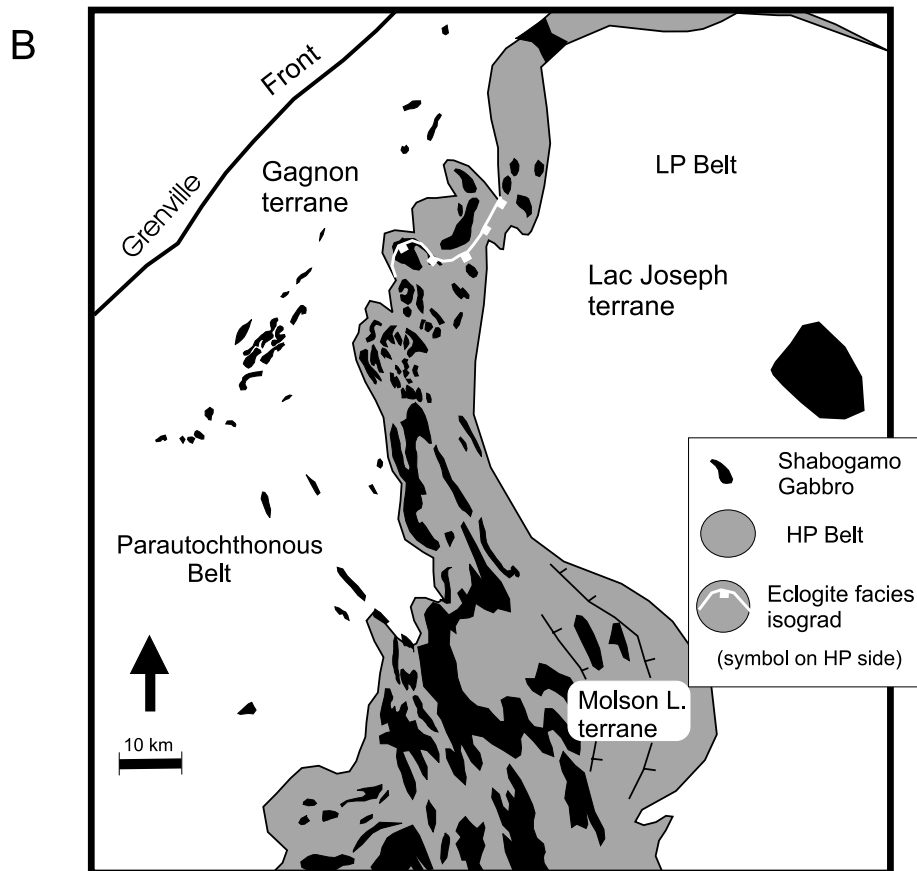 B
Grenville Front
Gagnon
terrane
LP Belt
Lac Joseph
terrane
Parautochthonous
Belt
10 km
Molson L.
terrane
Shabogamo
Gabbro
HP Belt
Eclogite facies
isograd
(symbol on HP side)